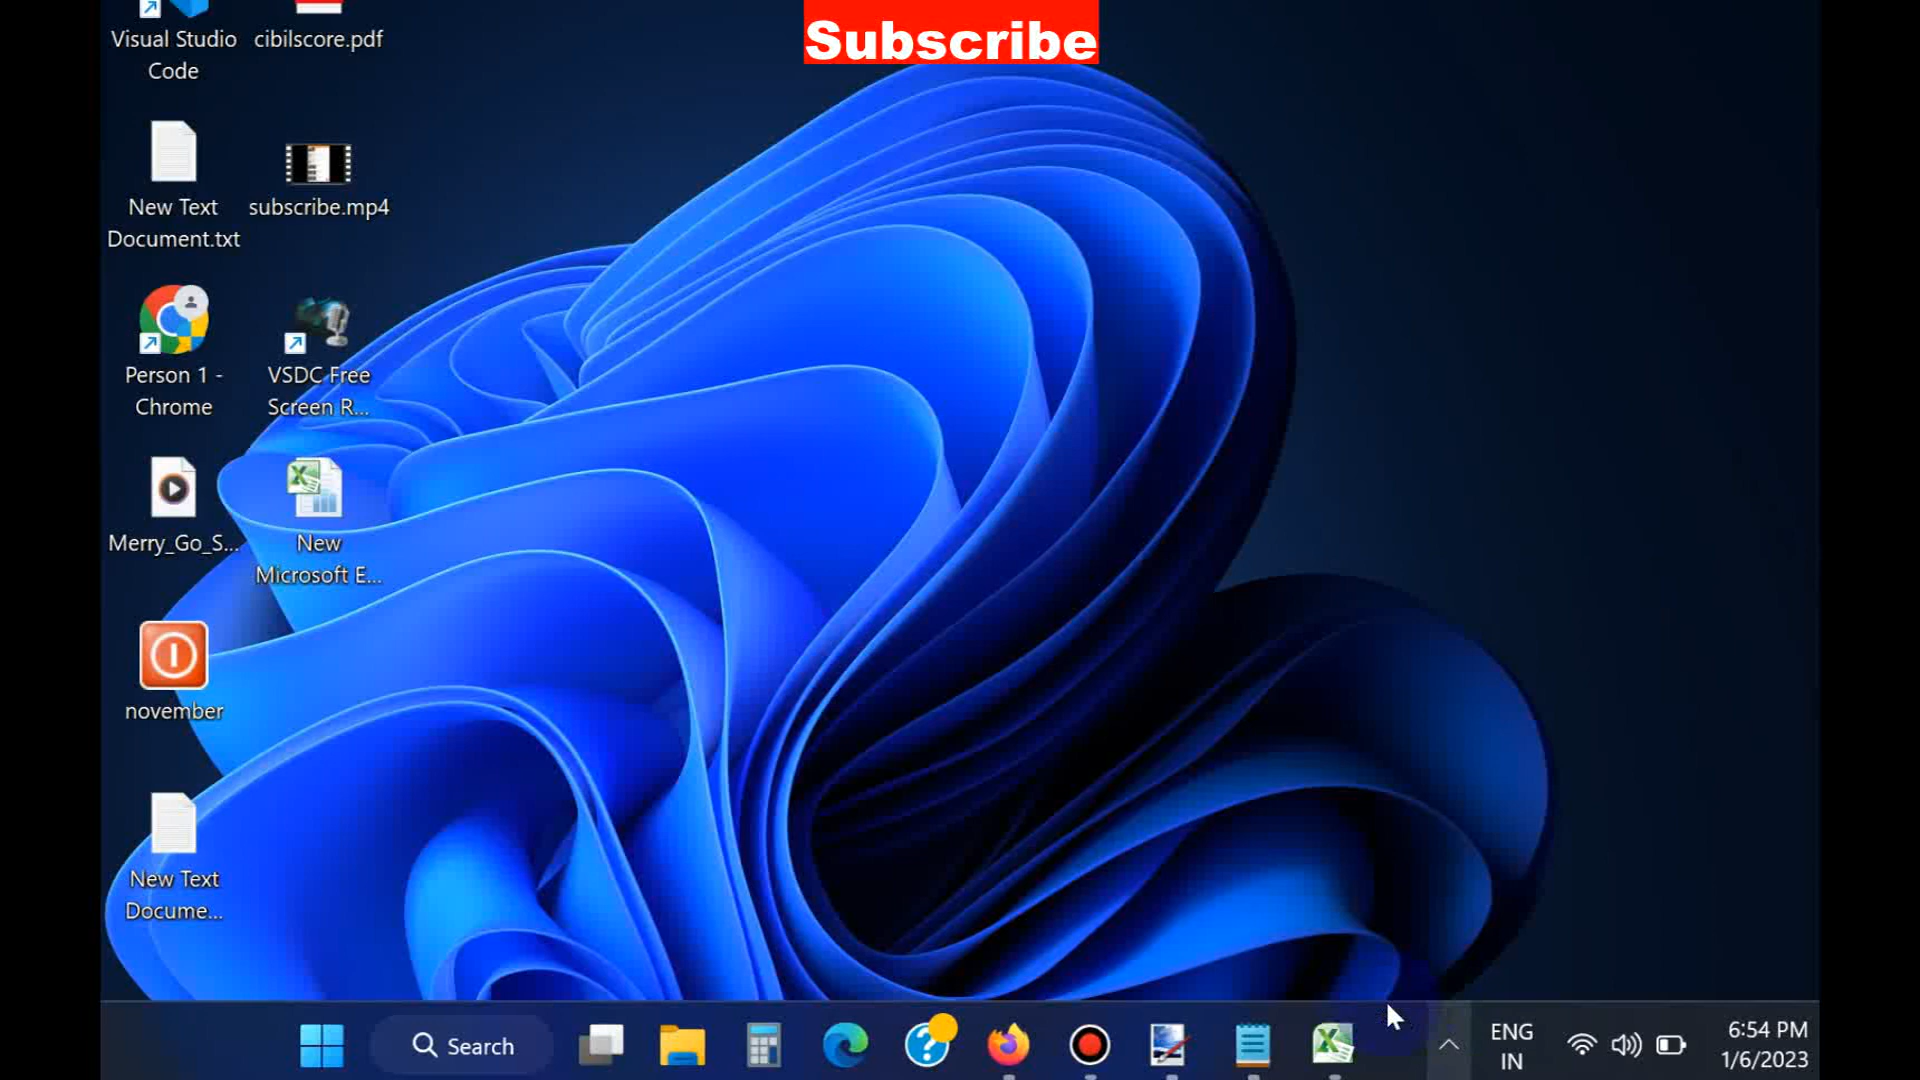 Subscribe
Visual Studio
Code
cibilscore.pdf
New Text
Document.txt
subscribe.mp4
Person 1 -
Chrome
VSDC Free
Screen R...
Merry_Go_S...
New
Microsoft E...
november
New Text
Docume...
Search
ENG
IN
6:54 PM
1/6/2023